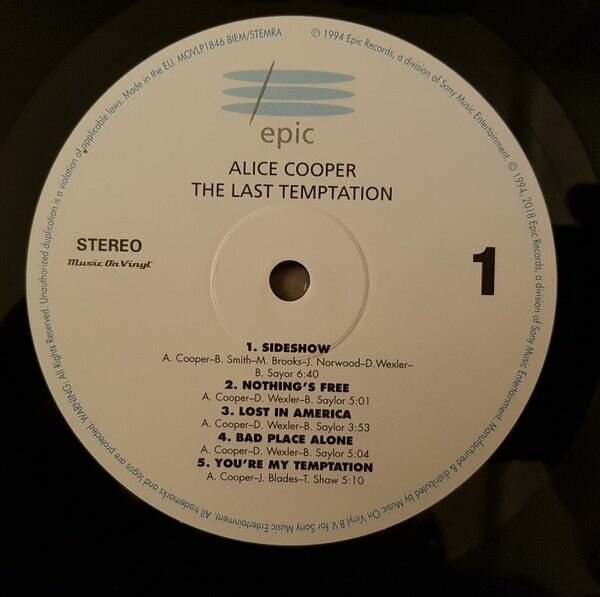 Made in the EU. MOVLP1846 BIEM/STEMRA
℗ 1994 Epic Records, a division of Sony Music Entertainment. © 1994, 2018 Epic Records, a division of Sony Music Entertainment. Manufactured & distributed by Music On Vinyl B.V. for Sony Music Entertainment. All trademarks and logos are protected. WARNING: All Rights Reserved. Unauthorized duplication is a violation of applicable laws.
epic
ALICE COOPER
THE LAST TEMPTATION
STEREO
Music On Vinyl
1
1. SIDESHOW
A. Cooper–B. Smith–M. Brooks–J. Norwood–D.Wexler–
B. Sayor 6:40
2. NOTHING'S FREE
A. Cooper–D. Wexler–B. Saylor 5:01
3. LOST IN AMERICA
A. Cooper–D. Wexler–B. Saylor 3:53
4. BAD PLACE ALONE
A. Cooper–D. Wexler–B. Saylor 5:04
5. YOU'RE MY TEMPTATION
A. Cooper–J. Blades–T. Shaw 5:10